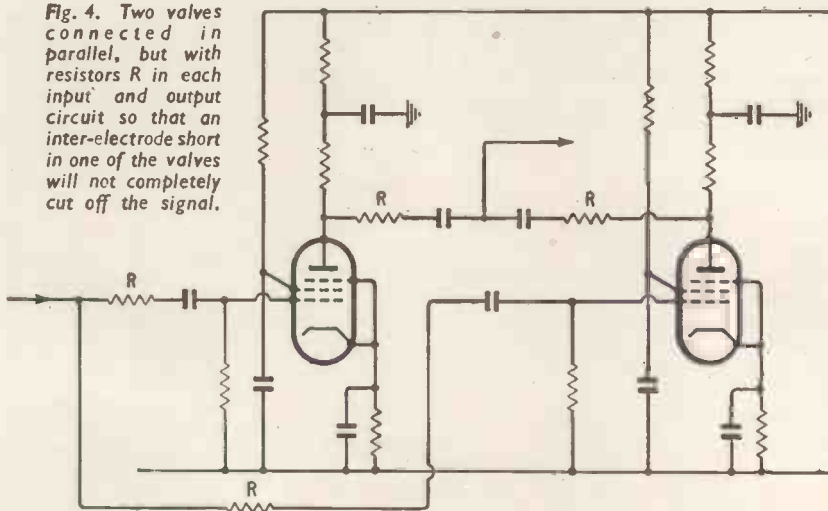 Fig. 4. Two valves
connected in
parallel, but with
resistors R in each
input and output
circuit so that an
inter-electrode short
in one of the valves
will not completely
cut off the signal.
R
R
R
R